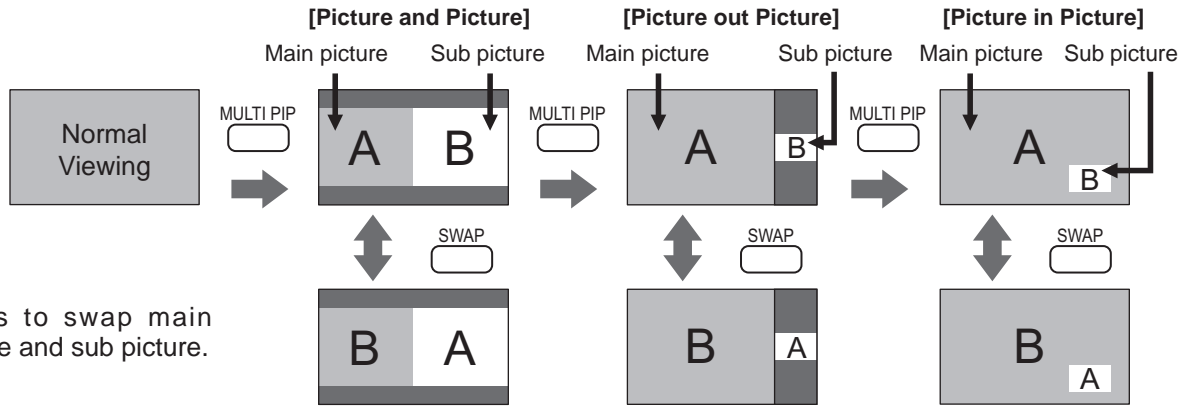 [Picture and Picture] [Picture out Picture] [Picture in Picture]
Main picture Sub picture Main picture Sub picture Main picture Sub picture
Normal
Viewing
MULTI PIP
A B
MULTI PIP
A B
MULTI PIP
A B
SWAP SWAP SWAP
to swap main
and sub picture.
B A B A B A